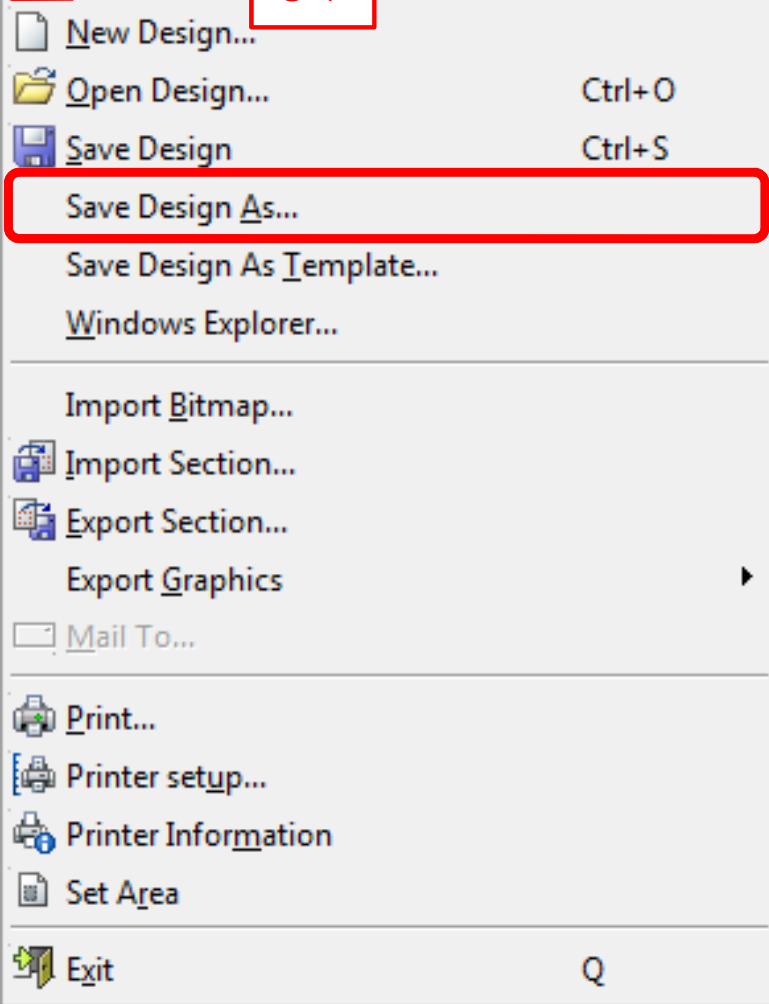 New Design...
Open Design... Ctrl+O
Save Design Ctrl+S
Save Design As...
Save Design As Template...
Windows Explorer...
Import Bitmap...
Import Section...
Export Section...
Export Graphics
Mail To...
Print...
Printer setup...
Printer Information
Set Area
Exit Q